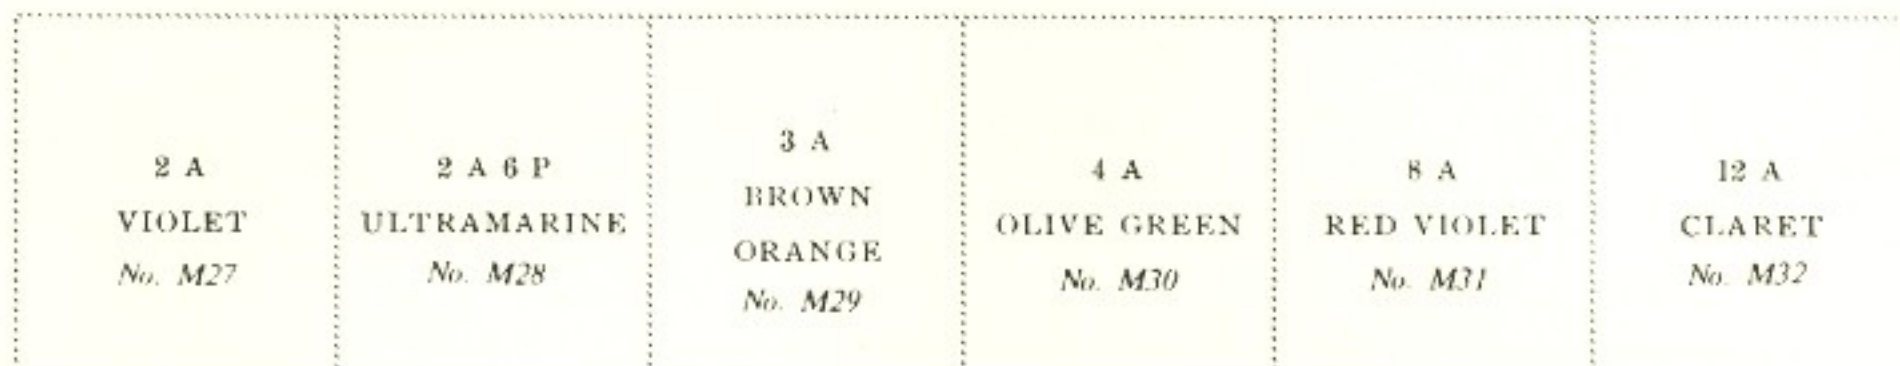 2 A
VIOLET
No. M27
2 A 6 P
ULTRAMARINE
No. M28
3 A
BROWN
ORANGE
No. M29
4 A
OLIVE GREEN
No. M30
8 A
RED VIOLET
No. M31
12 A
CLARET
No. M32